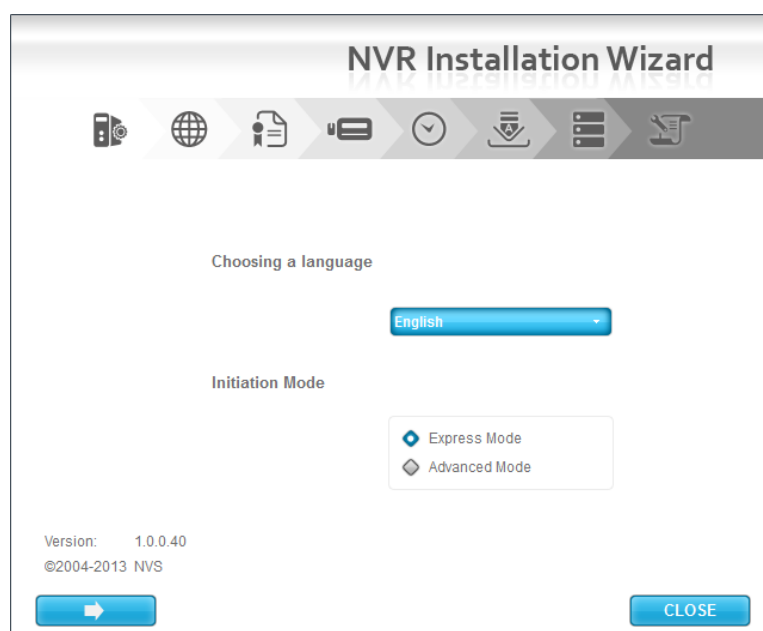 NVR Installation Wizard
Choosing a language
English
Initiation Mode
Express Mode
Advanced Mode
Version: 1.0.0.40
©2004-2013 NVS
CLOSE